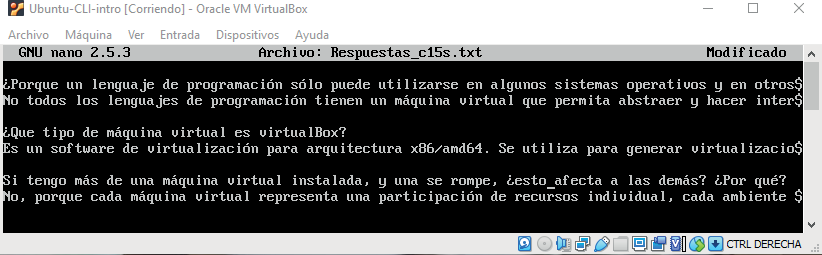 Ubuntu-CLI-intro [Corriendo] - Oracle VM VirtualBox
Archivo Máquina Ver Entrada Dispositivos Ayuda
GNU nano 2.5.3 Archivo: Respuestas_c15s.txt Modificado
¿Porque un lenguaje de programación sólo puede utilizarse en algunos sistemas operativos y en otros$
No todos los lenguajes de programación tienen un máquina virtual que permita abstraer y hacer inter$
¿Que tipo de máquina virtual es virtualBox?
Es un software de virtualización para arquitectura x86/amd64. Se utiliza para generar virtualizacio$
Si tengo más de una máquina virtual instalada, y una se rompe, ¿esto_afecta a las demás? ¿Por qué?
No, porque cada máquina virtual representa una participación de recursos individual, cada ambiente $
CTRL DERECHA